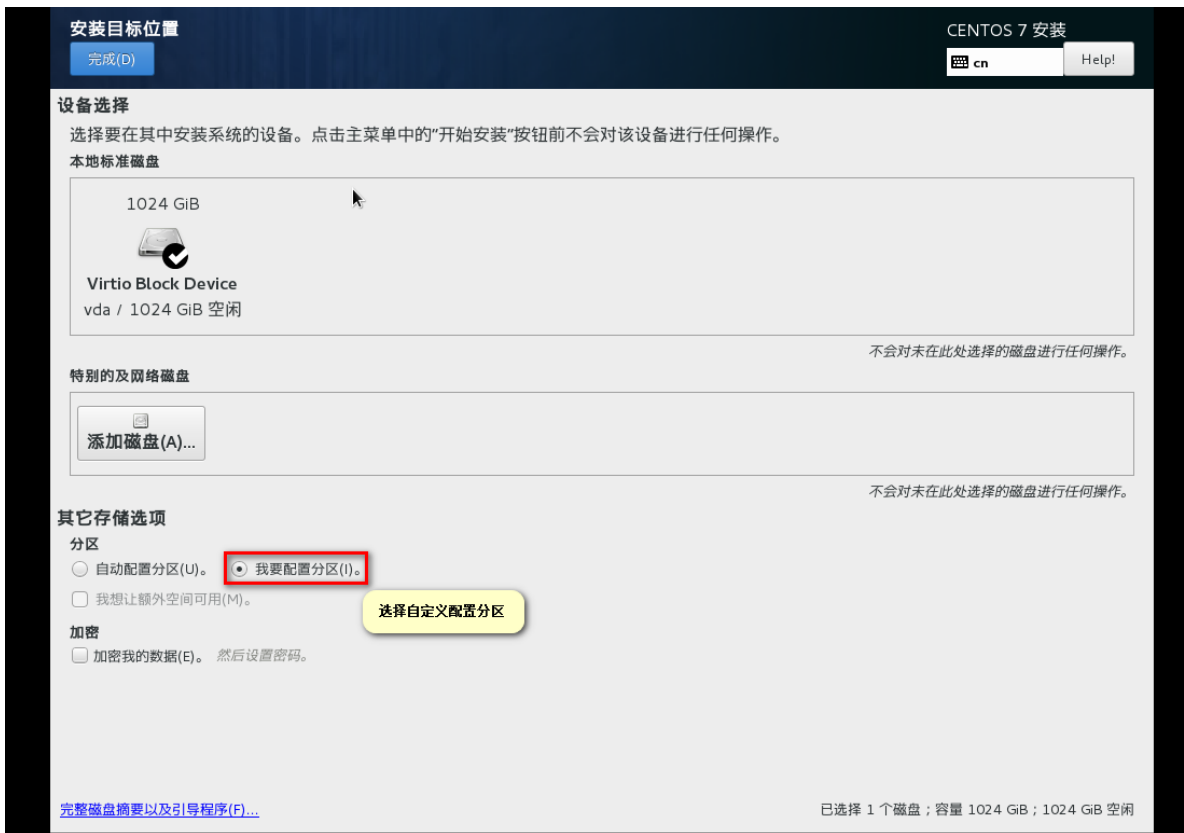 安装目标位置
CENTOS 7 安装
完成(D)
cn
Help!
设备选择
选择要在其中安装系统的设备。点击主菜单中的"开始安装"按钮前不会对该设备进行任何操作。
本地标准磁盘
1024 GiB
Virtio Block Device
vda / 1024 GiB 空闲
不会对未在此处选择的磁盘进行任何操作。
特别的及网络磁盘
添加磁盘(A)...
不会对未在此处选择的磁盘进行任何操作。
其它存储选项
分区
自动配置分区(U)。 我要配置分区(I)。
我想让额外空间可用(M)。
选择自定义配置分区
加密
加密我的数据(E)。 然后设置密码。
完整磁盘摘要以及引导程序(F)...
已选择 1 个磁盘；容量 1024 GiB；1024 GiB 空闲